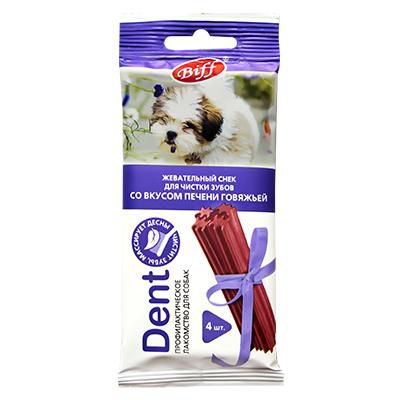 Biff
ЖЕВАТЕЛЬНЫЙ СНЕК
ДЛЯ ЧИСТКИ ЗУБОВ
СО ВКУСОМ ПЕЧЕНИ ГОВЯЖЬЕЙ
ЧИСТИТ ЗУБЫ, МАССИРУЕТ ДЕСНЫ
Dent
ПРОФИЛАКТИЧЕСКОЕ
ЛАКОМСТВО ДЛЯ СОБАК
4 шт.